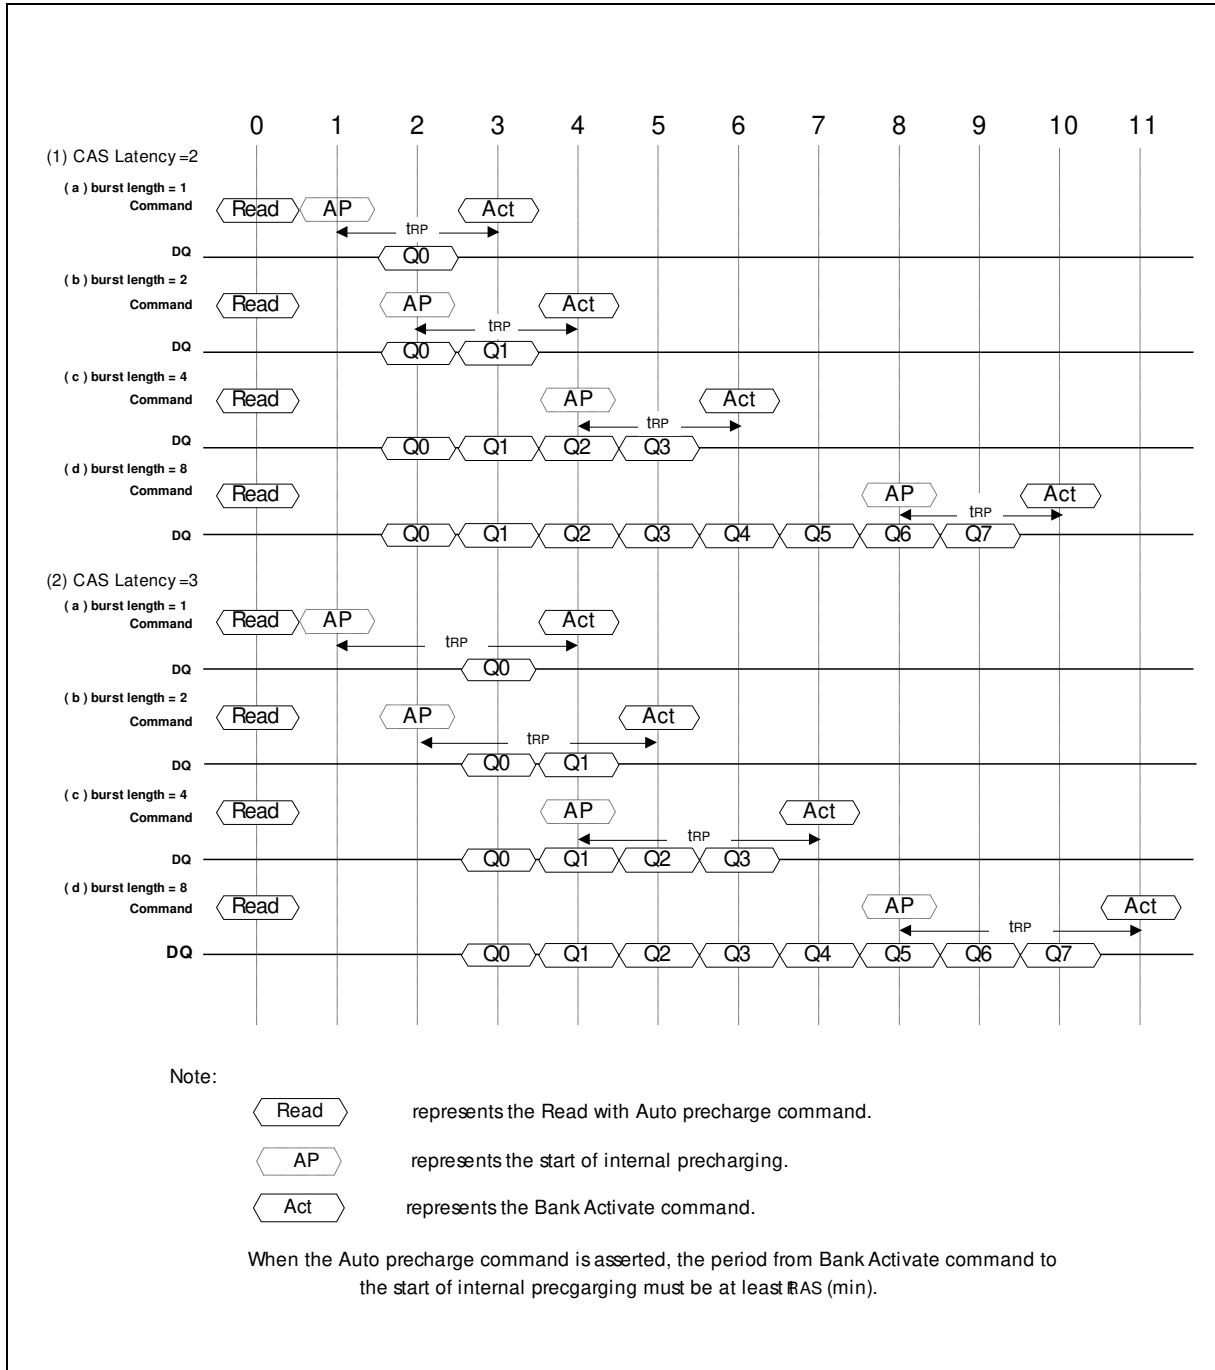 0 1 2 3 4 5 6 7 8 9 10 11
(1) CAS Latency=2
( a ) burst length = 1
Command Read AP Act
tRP
DQ Q0
( b ) burst length = 2
Command Read AP Act
tRP
DQ Q0 Q1
( c ) burst length = 4
Command Read AP Act
tRP
DQ Q0 Q1 Q2 Q3
( d ) burst length = 8
Command Read AP Act
tRP
DQ Q0 Q1 Q2 Q3 Q4 Q5 Q6 Q7
(2) CAS Latency=3
( a ) burst length = 1
Command Read AP Act
tRP
DQ Q0
( b ) burst length = 2
Command Read AP Act
tRP
DQ Q0 Q1
( c ) burst length = 4
Command Read AP Act
tRP
DQ Q0 Q1 Q2 Q3
( d ) burst length = 8
Command Read AP Act
tRP
DQ Q0 Q1 Q2 Q3 Q4 Q5 Q6 Q7
Note:
Read represents the Read with Auto precharge command.
AP represents the start of internal precharging.
Act represents the Bank Activate command.
When the Auto precharge command is asserted, the period from Bank Activate command to
the start of internal precgarging must be at least tRAS (min).